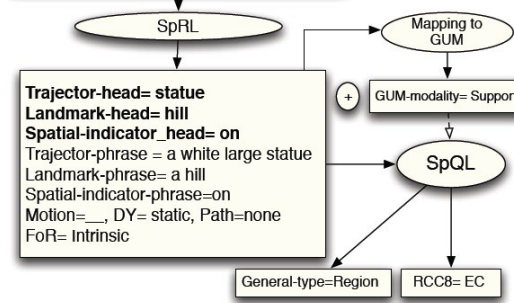 SpRL
Mapping to
GUM
Trajector-head= statue
Landmark-head= hill
Spatial-indicator_head= on
Trajector-phrase = a white large statue
Landmark-phrase= a hill
Spatial-indicator-phrase=on
Motion=__, DY= static, Path=none
FoR= Intrinsic
+
GUM-modality= Suppor
SpQL
General-type=Region
RCC8= EC